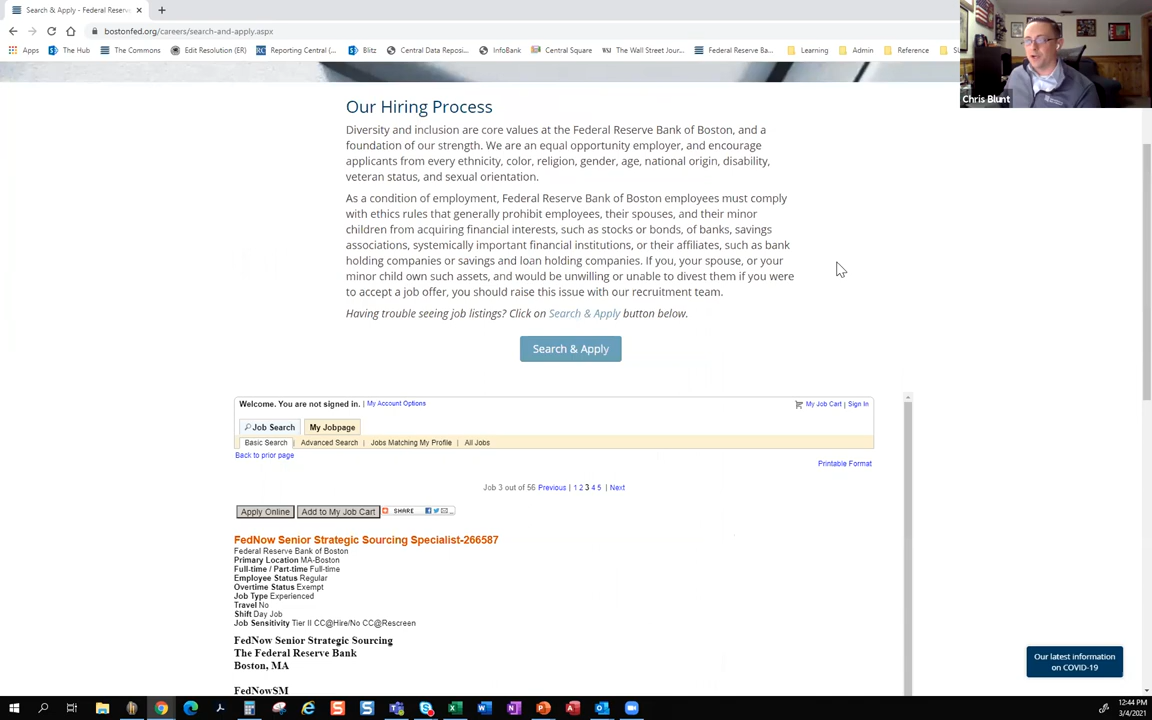 Search & Apply - Federal Reserv
bostonfed.org/careers/search-and-apply.aspx
Apps
The Hub
The Commons
Edit Resolution (ER)
Reporting Central (...
Blitz
Central Data Reposi...
InfoBank
Central Square
The Wall Street Jour...
Federal Reserve Ba...
Learning
Admin
Reference
Chris Blunt
Our Hiring Process
Diversity and inclusion are core values at the Federal Reserve Bank of Boston, and a
foundation of our strength. We are an equal opportunity employer, and encourage
applicants from every ethnicity, color, religion, gender, age, national origin, disability,
veteran status, and sexual orientation.
As a condition of employment, Federal Reserve Bank of Boston employees must comply
with ethics rules that generally prohibit employees, their spouses, and their minor
children from acquiring financial interests, such as stocks or bonds, of banks, savings
associations, systemically important financial institutions, or their affiliates, such as bank
holding companies or savings and loan holding companies. If you, your spouse, or your
minor child own such assets, and would be unwilling or unable to divest them if you were
to accept a job offer, you should raise this issue with our recruitment team.
Having trouble seeing job listings? Click on Search & Apply button below.
Search & Apply
Welcome. You are not signed in. | My Account Options
My Job Cart | Sign In
Job Search
My Jobpage
Basic Search | Advanced Search | Jobs Matching My Profile | All Jobs
Back to prior page
Printable Format
Job 3 out of 56 Previous | 1 2 3 4 5 | Next
Apply Online
Add to My Job Cart
SHARE
FedNow Senior Strategic Sourcing Specialist-266587
Federal Reserve Bank of Boston
Primary Location MA-Boston
Full-time / Part-time Full-time
Employee Status Regular
Overtime Status Exempt
Job Type Experienced
Travel No
Shift Day Job
Job Sensitivity Tier II CC@Hire/No CC@Rescreen
FedNow Senior Strategic Sourcing
The Federal Reserve Bank
Boston, MA
FedNowSM
Our latest information
on COVID-19
12:44 PM
3/4/2021